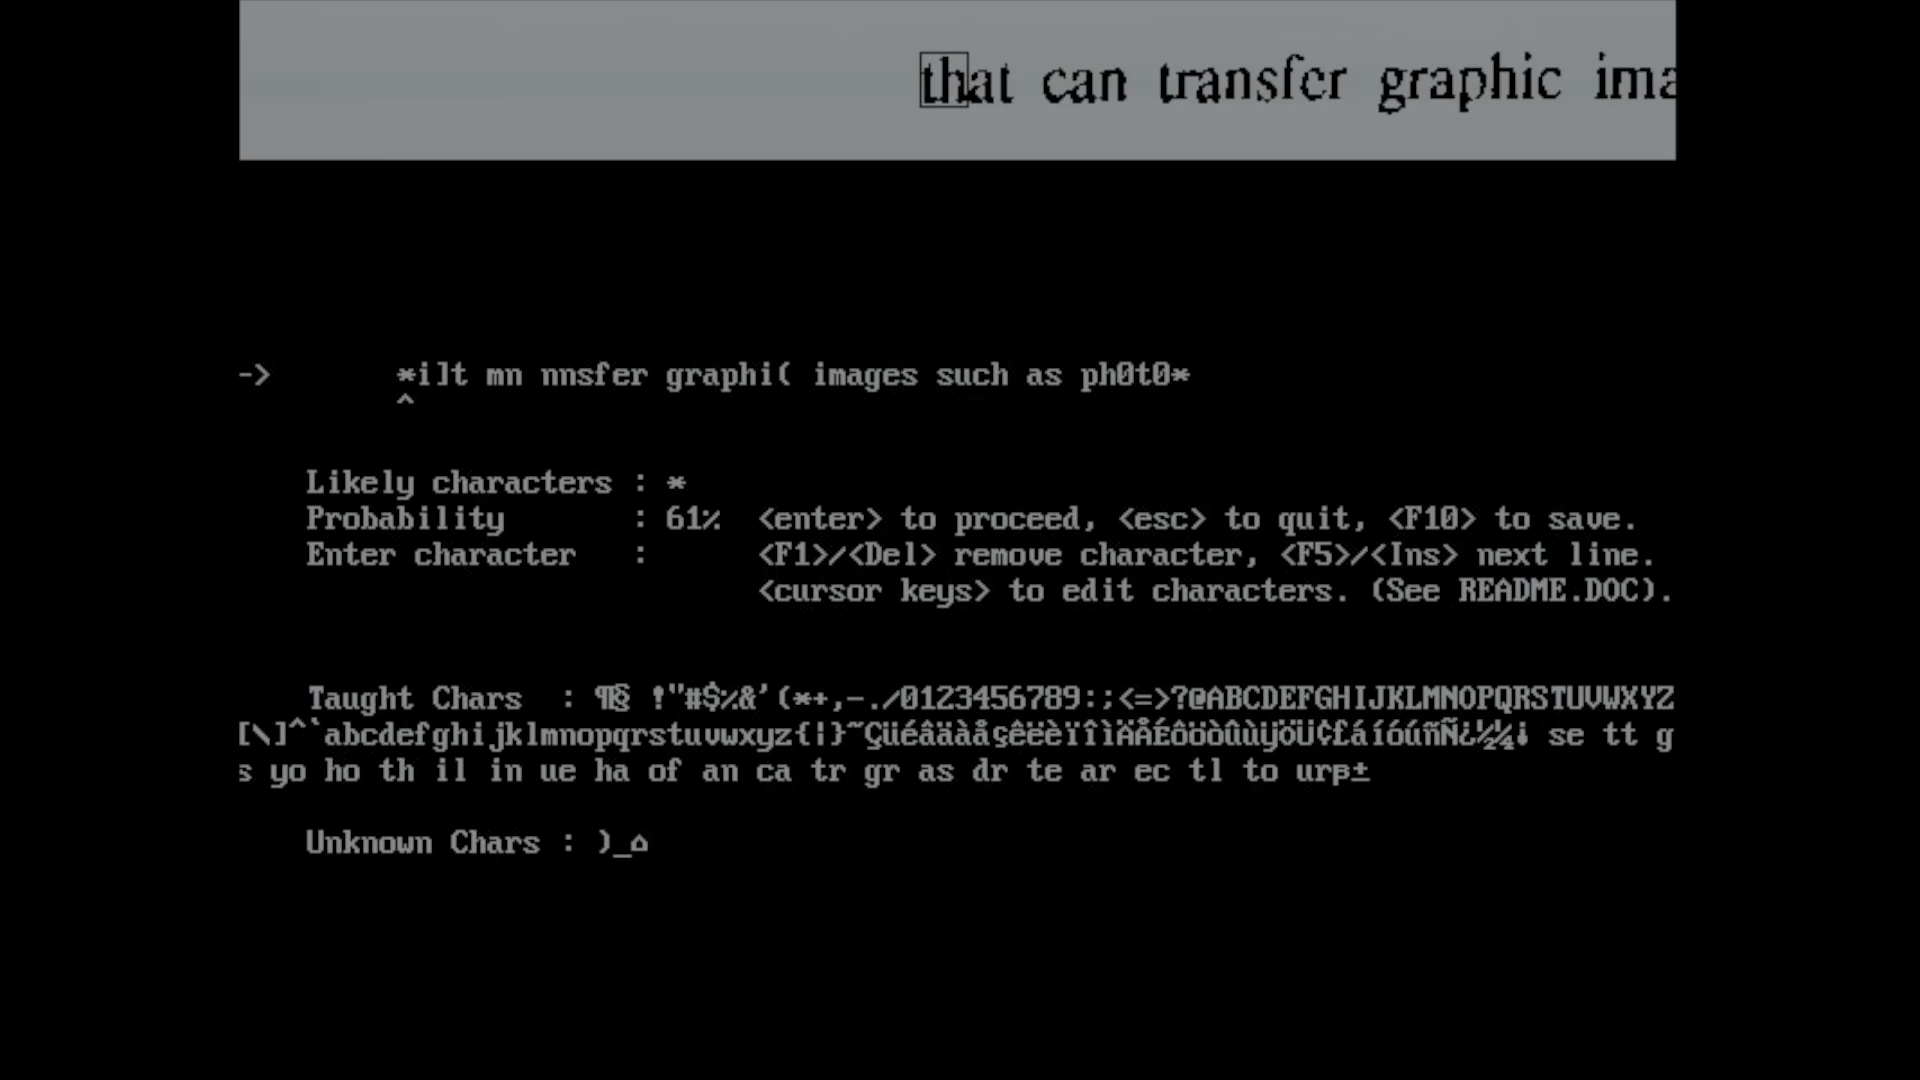 that can transfer graphic ima
-> *ilt mn nnsfer graphi( images such as ph0t0*
^
Likely characters : *
Probability : 61% <enter> to proceed, <esc> to quit, <F10> to save.
Enter character : <F1>/<Del> remove character, <F5>/<Ins> next line.
<cursor keys> to edit characters. (See README.DOC).
Taught Chars : ¶§ !"#$%&'(*+,-./0123456789:;<=>?@ABCDEFGHIJKLMNOPQRSTUVWXYZ
[\]^`abcdefghijklmnopqrstuvwxyz{|}~ÇüéâäàåçêëèïîìÄÅÉôöòûùÿÖÜ¢£áíóúñÑ¿½¼¡ se tt g
s yo ho th il in ue ha of an ca tr gr as dr te ar ec tl to urβ±
Unknown Chars : )_⌂